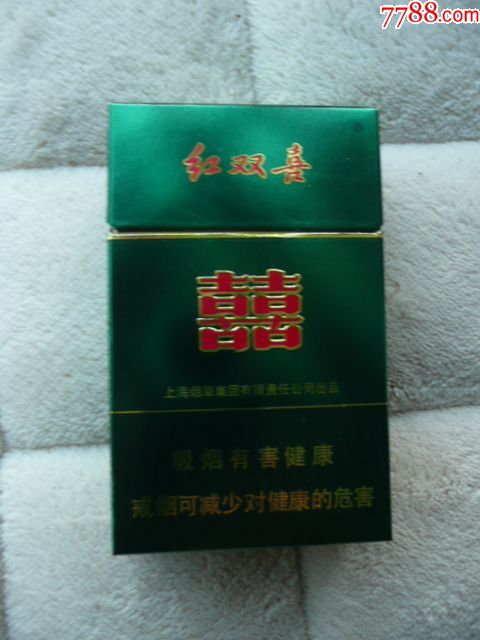 7788.com
红双喜
囍
上海烟草集团有限责任公司出品
吸烟有害健康
戒烟可减少对健康的危害